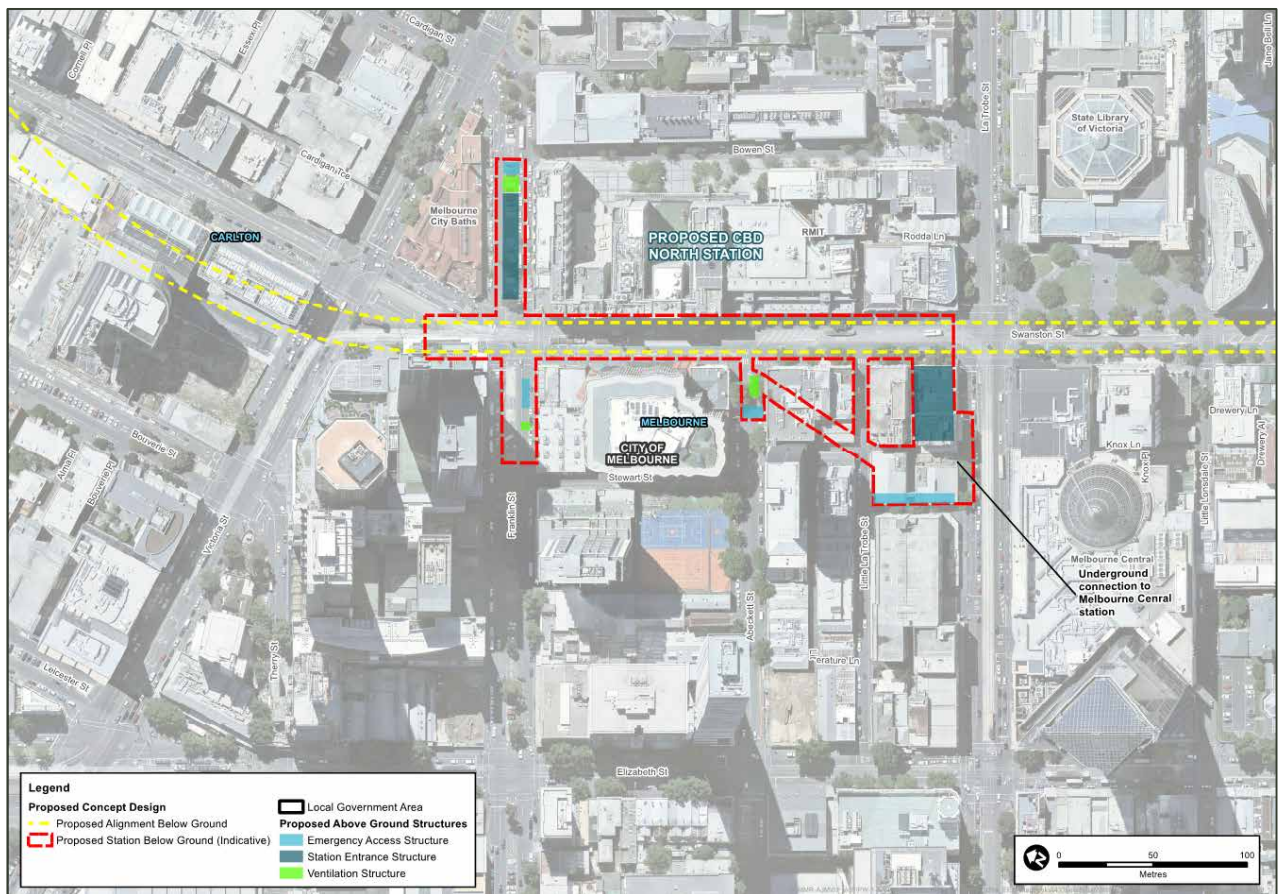 Cardigan St
Essex Pl
Cornet Pl
Jane Bell Ln
La Trobe St
State Library
of Victoria
Bowen St
Cardigan Tce
Melbourne
City Baths
CARLTON
PROPOSED CBD
NORTH STATION
RMIT
Rodda Ln
Swanston St
Drewery Ln
Drewery Al
Bouverie St
Alma Pl
Bouverie Pl
MELBOURNE
CITY OF
MELBOURNE
Stewart St
Knox Ln
Knox Pl
Little Lonsdale St
Victoria St
Franklin St
Little La Trobe St
Melbourne Central
Underground
connection to
Melbourne Cenral
station
Abeckett St
Therry St
Leicester St
Elizabeth St
Legend
Proposed Concept Design
Proposed Alignment Below Ground
Proposed Station Below Ground (Indicative)
Local Government Area
Proposed Above Ground Structures
Emergency Access Structure
Station Entrance Structure
Ventilation Structure
0 50 100
Metres